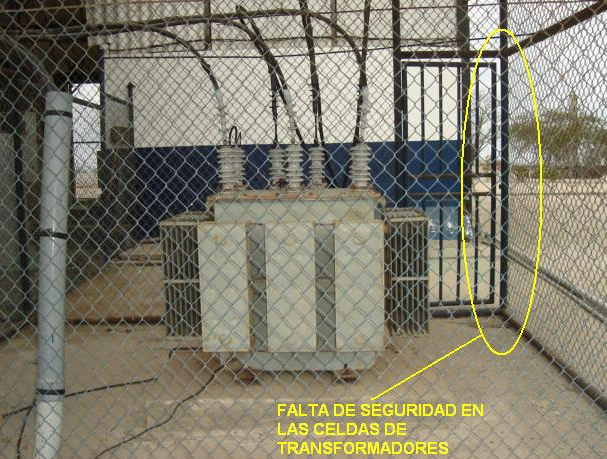 FALTA DE SEGURIDAD EN
LAS CELDAS DE
TRANSFORMADORES